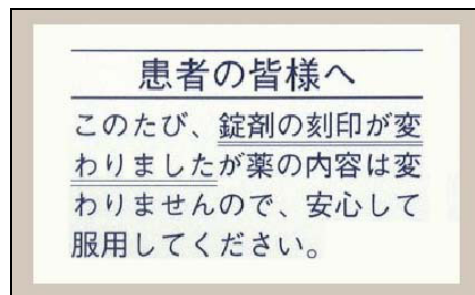 患者の皆様へ
このたび、錠剤の刻印が変
わりましたが薬の内容は変
わりませんので、安心して
服用してください。